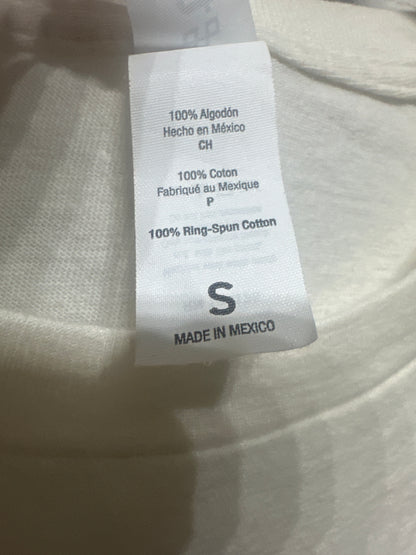 100% Algodón
Hecho en México
CH
100% Coton
Fabriqué au Mexique
P
100% Ring-Spun Cotton
S
MADE IN MEXICO